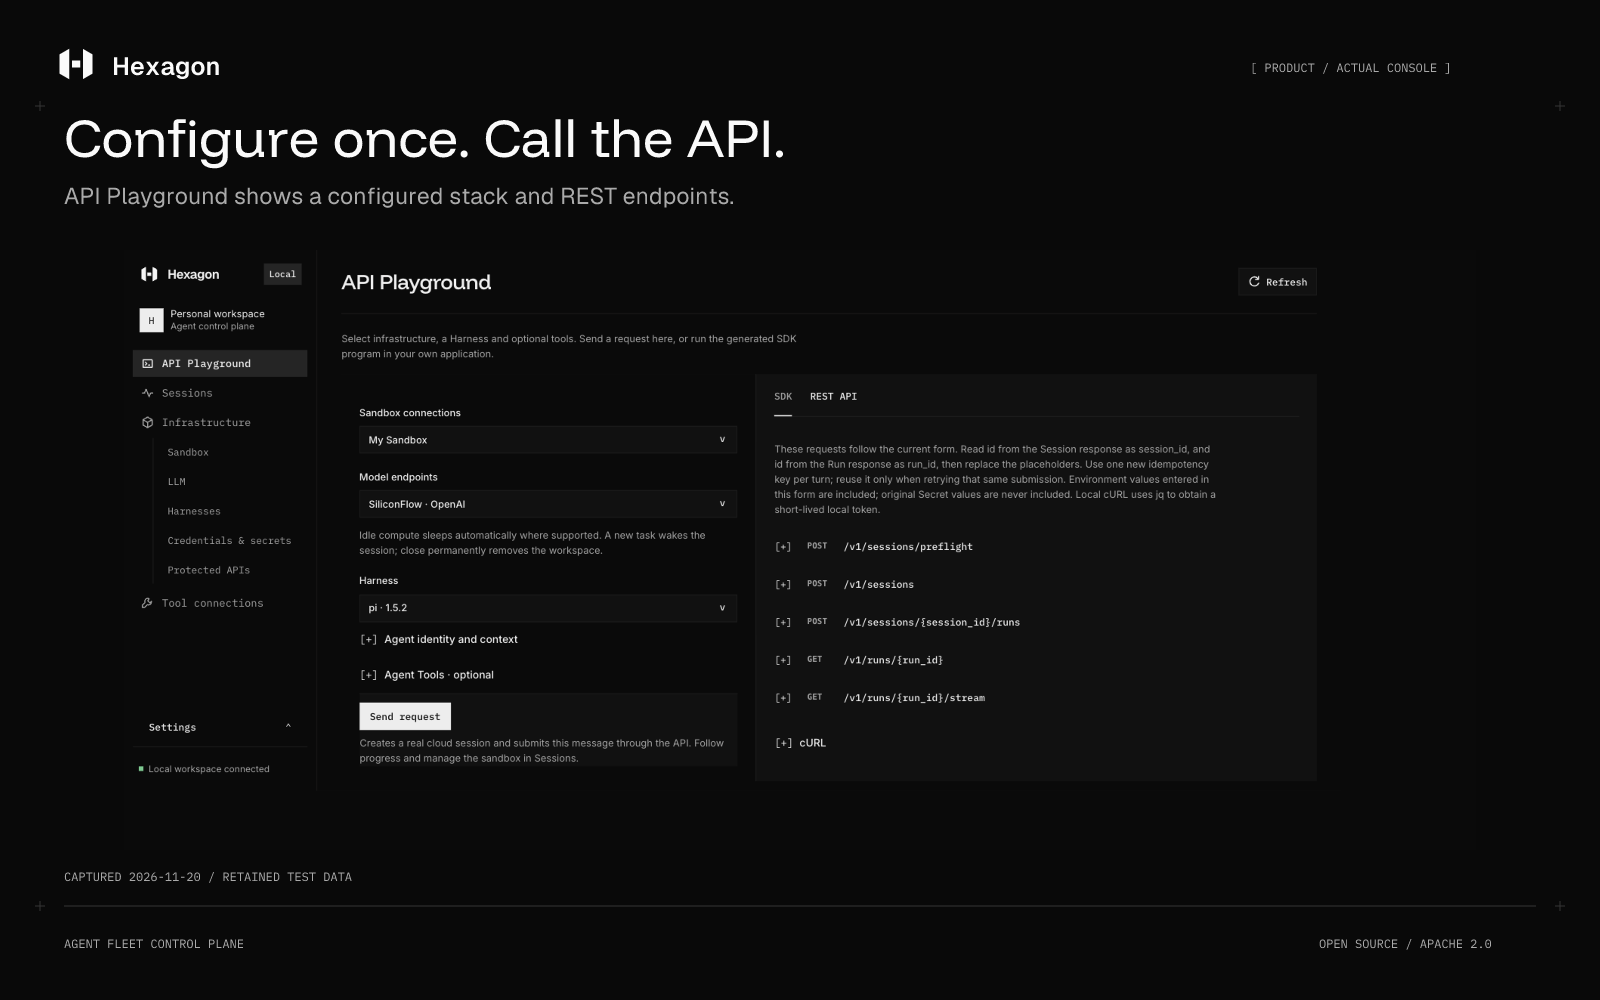 Hexagon
[ PRODUCT / ACTUAL CONSOLE ]
Configure once. Call the API.
API Playground shows a configured stack and REST endpoints.
Hexagon
Local
H
Personal workspace
Agent control plane
API Playground
Sessions
Infrastructure
Sandbox
LLM
Harnesses
Credentials & secrets
Protected APIs
Tool connections
Settings
Local workspace connected
API Playground
Refresh
Select infrastructure, a Harness and optional tools. Send a request here, or run the generated SDK
program in your own application.
Sandbox connections
My Sandbox
Model endpoints
SiliconFlow · OpenAI
Idle compute sleeps automatically where supported. A new task wakes the
session; close permanently removes the workspace.
Harness
pi · 1.5.2
[+] Agent identity and context
[+] Agent Tools · optional
Send request
Creates a real cloud session and submits this message through the API. Follow
progress and manage the sandbox in Sessions.
SDK REST API
These requests follow the current form. Read id from the Session response as session_id, and
id from the Run response as run_id, then replace the placeholders. Use one new idempotency
key per turn; reuse it only when retrying that same submission. Environment values entered in
this form are included; original Secret values are never included. Local cURL uses jq to obtain a
short-lived local token.
[+] POST /v1/sessions/preflight
[+] POST /v1/sessions
[+] POST /v1/sessions/{session_id}/runs
[+] GET /v1/runs/{run_id}
[+] GET /v1/runs/{run_id}/stream
[+] cURL
CAPTURED 2026-11-20 / RETAINED TEST DATA
AGENT FLEET CONTROL PLANE
OPEN SOURCE / APACHE 2.0